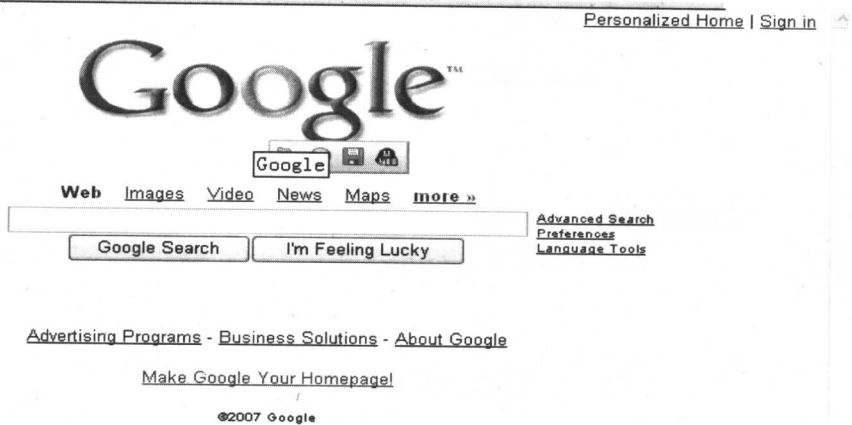 Personalized Home | Sign in
Google™
Google
Web Images Video News Maps more »
Advanced Search
Preferences
Language Tools
Google Search I'm Feeling Lucky
Advertising Programs - Business Solutions - About Google
Make Google Your Homepage!
©2007 Google